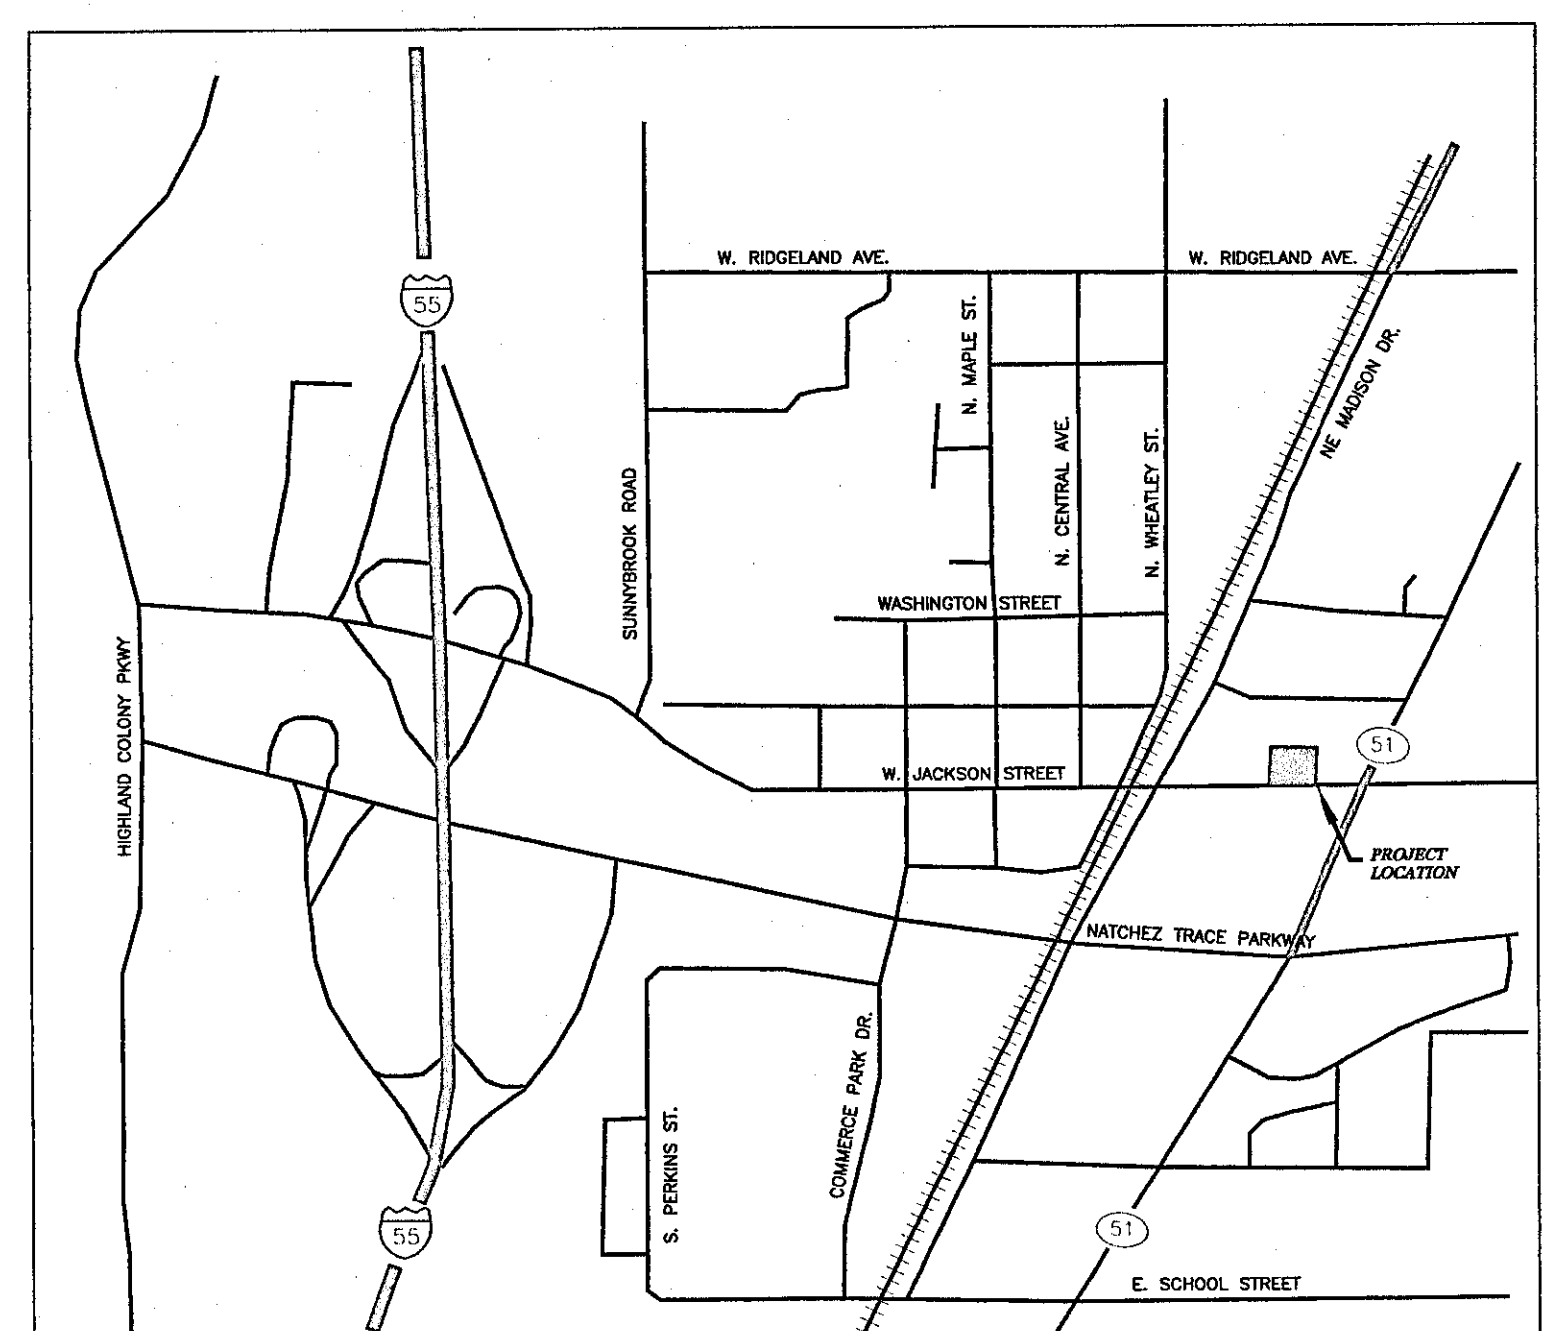 W. RIDGELAND AVE.
W. RIDGELAND AVE.
55
N. MAPLE ST.
NE MADISON DR.
N. CENTRAL AVE.
N. WHEATLEY ST.
SUNNYBROOK ROAD
WASHINGTON STREET
HIGHLAND COLONY PKWY
51
W. JACKSON STREET
PROJECT
LOCATION
NATCHEZ TRACE PARKWAY
COMMERCE PARK DR.
S. PERKINS ST.
51
55
E. SCHOOL STREET